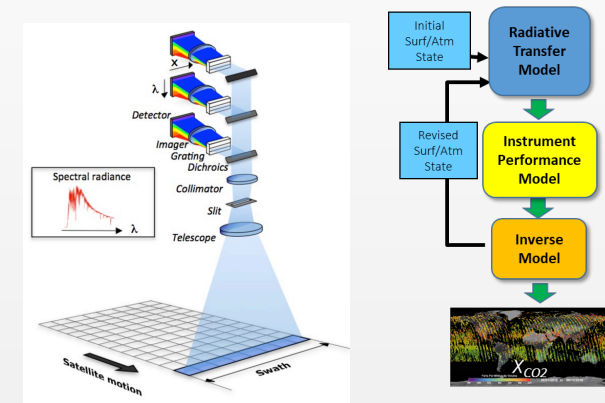 X
λ
Detector
Imager
Grating
Dichroics
Collimator
Slit
Telescope
Spectral radiance
λ
Satellite motion
Swath
Initial
Surf/Atm
State
Radiative
Transfer
Model
Revised
Surf/Atm
State
Instrument
Performance
Model
Inverse
Model
XCO2